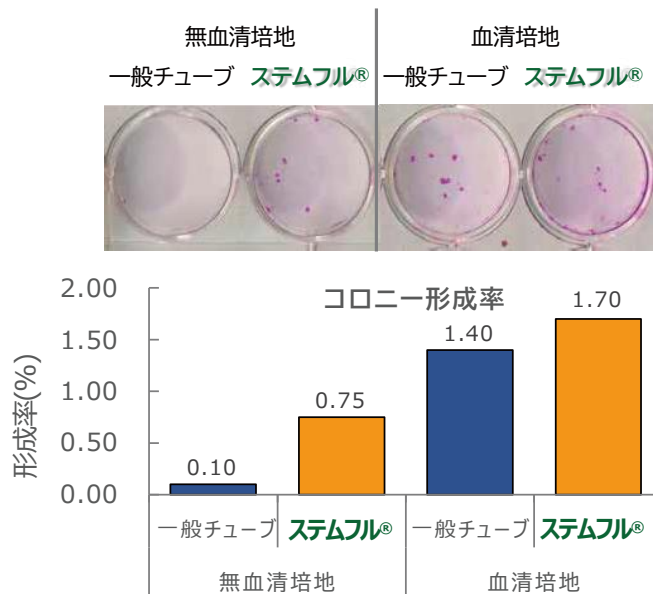 無血清培地 血清培地
一般チューブ ステムフル® 一般チューブ ステムフル®
コロニー形成率
形成率(%)
2.00
1.50
1.00
0.50
0.00
0.10
0.75
1.40
1.70
一般チューブ ステムフル® 一般チューブ ステムフル®
無血清培地 血清培地